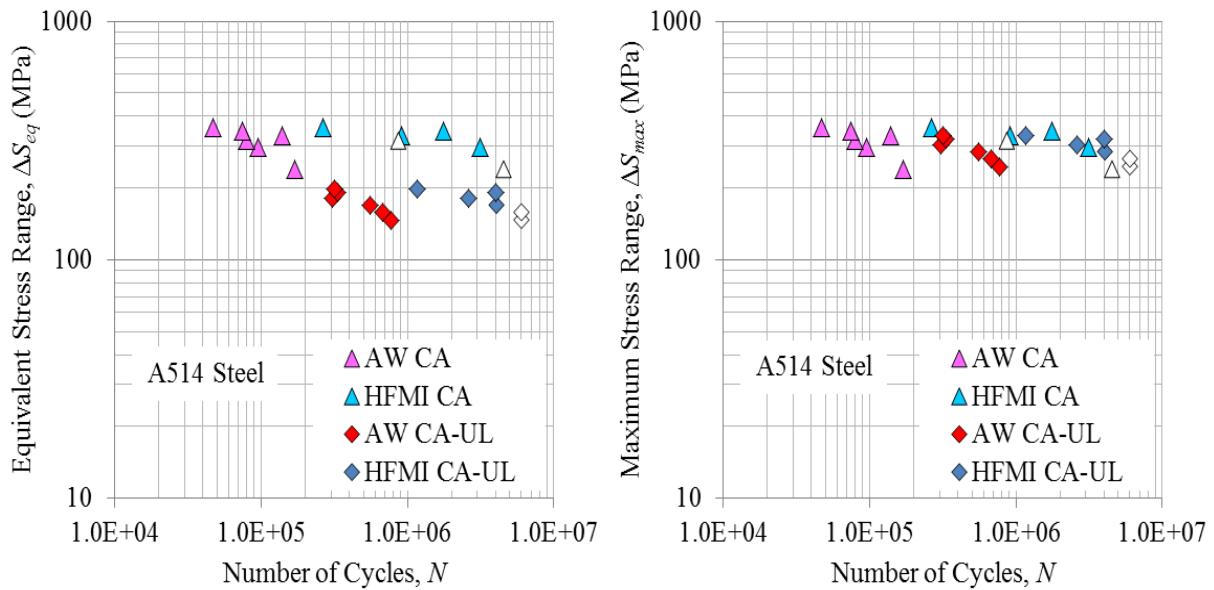 Equivalent Stress Range, ΔS_eq (MPa)
1000
100
10
A514 Steel
AW CA
HFMI CA
AW CA-UL
HFMI CA-UL
1.0E+04 1.0E+05 1.0E+06 1.0E+07
Number of Cycles, N
Maximum Stress Range, ΔS_max (MPa)
1000
100
10
A514 Steel
AW CA
HFMI CA
AW CA-UL
HFMI CA-UL
1.0E+04 1.0E+05 1.0E+06 1.0E+07
Number of Cycles, N